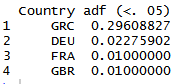 Country adf (<. 05)
1 GRC 0.29608827
2 DEU 0.02275902
3 FRA 0.01000000
4 GBR 0.01000000